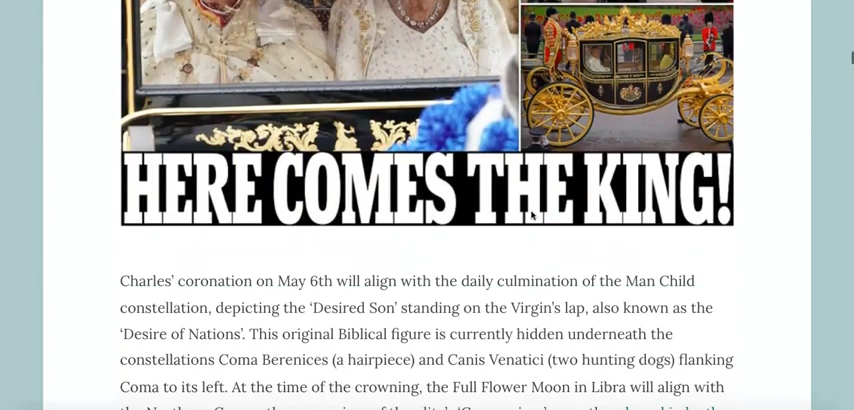 HERE COMES THE KING!
Charles’ coronation on May 6th will align with the daily culmination of the Man Child
constellation, depicting the ‘Desired Son’ standing on the Virgin’s lap, also known as the
‘Desire of Nations’. This original Biblical figure is currently hidden underneath the
constellations Coma Berenices (a hairpiece) and Canis Venatici (two hunting dogs) flanking
Coma to its left. At the time of the crowning, the Full Flower Moon in Libra will align with